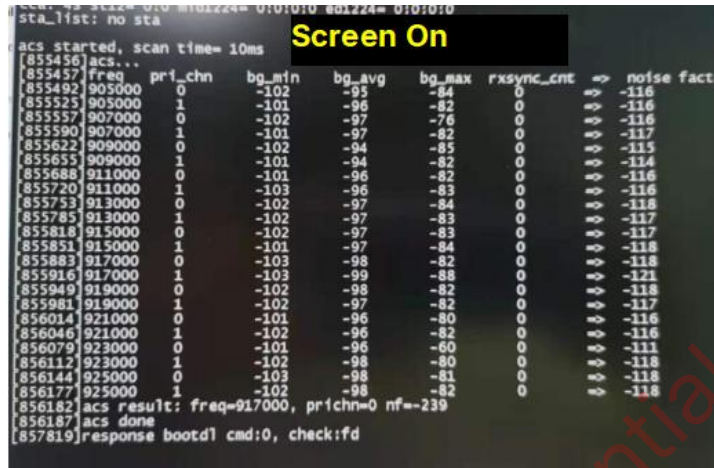 sta_list: no sta
Screen On
acs started, scan time= 10ms
[855456]acs...
[855457]freq pri_chn bg_min bg_avg bg_max rxsync_cnt => noise fact
[855492]905000 0 -102 -95 -84 0 => -116
[855525]905000 1 -101 -96 -82 0 => -116
[855557]907000 0 -102 -97 -76 0 => -116
[855590]907000 1 -101 -97 -82 0 => -117
[855622]909000 0 -102 -94 -85 0 => -115
[855655]909000 1 -101 -94 -82 0 => -114
[855688]911000 0 -101 -96 -82 0 => -116
[855720]911000 1 -103 -96 -83 0 => -116
[855753]913000 0 -102 -97 -84 0 => -118
[855785]913000 1 -102 -97 -83 0 => -117
[855818]915000 0 -102 -97 -83 0 => -117
[855851]915000 1 -101 -97 -84 0 => -118
[855883]917000 0 -103 -98 -82 0 => -118
[855916]917000 1 -103 -99 -88 0 => -121
[855949]919000 0 -102 -98 -82 0 => -118
[855981]919000 1 -102 -97 -82 0 => -117
[856014]921000 0 -101 -96 -80 0 => -116
[856046]921000 1 -102 -96 -82 0 => -116
[856079]923000 0 -101 -96 -60 0 => -111
[856112]923000 1 -102 -98 -80 0 => -118
[856144]925000 0 -103 -98 -81 0 => -118
[856177]925000 1 -102 -98 -82 0 => -118
[856182]acs result: freq=917000, prichn=0 nf=-239
[856187]acs done
[857819]response bootdl cmd:0, check:fd